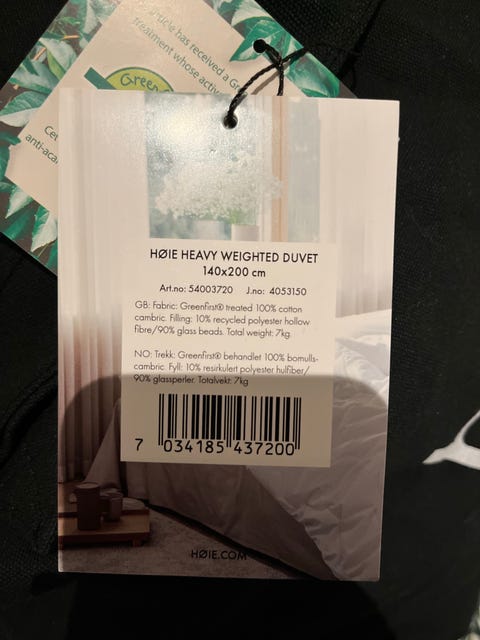 rticle has received a G
treatment whose activ
Green
Ce
anti-aca
HØIE HEAVY WEIGHTED DUVET
140x200 cm
Art.no: 54003720 J.no: 4053150
GB: Fabric: Greenfirst® treated 100% cotton
cambric. Filling: 10% recycled polyester hollow
fibre/90% glass beads. Total weight: 7kg.
NO: Trekk: Greenfirst® behandlet 100% bomulls-
cambric. Fyll: 10% resirkulert polyester hulfiber/
90% glassperler. Totalvekt: 7kg
7 034185 437200
HØIE.COM